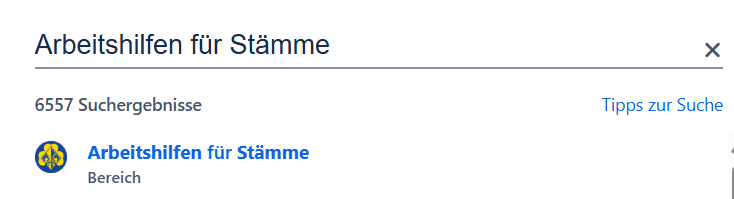 Arbeitshilfen für Stämme
6557 Suchergebnisse
Tipps zur Suche
Arbeitshilfen für Stämme
Bereich